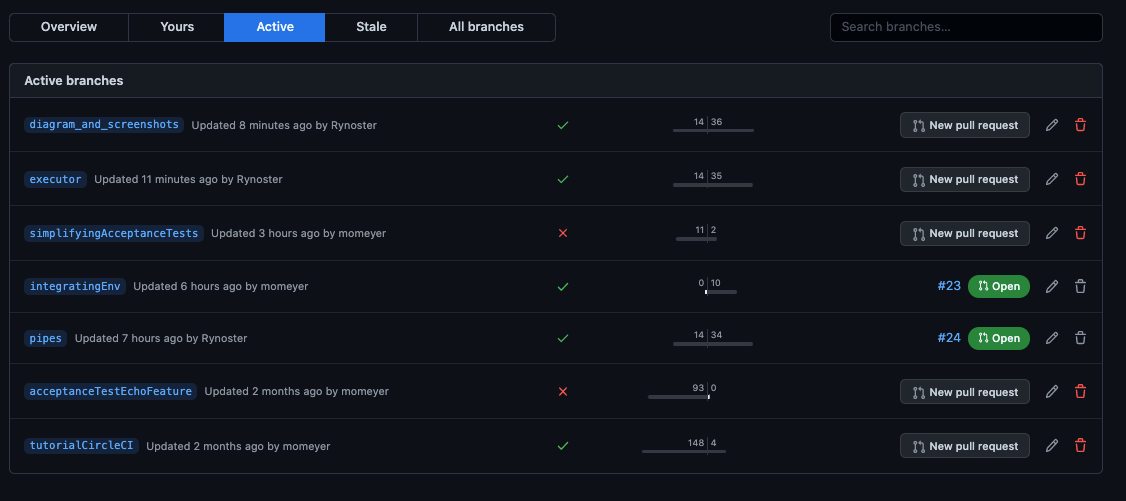 Overview Yours Active Stale All branches Search branches...
Active branches
diagram_and_screenshots Updated 8 minutes ago by Rynoster 14 36 New pull request
executor Updated 11 minutes ago by Rynoster 14 35 New pull request
simplifyingAcceptanceTests Updated 3 hours ago by momeyer 11 2 New pull request
integratingEnv Updated 6 hours ago by momeyer 0 10 #23 Open
pipes Updated 7 hours ago by Rynoster 14 34 #24 Open
acceptanceTestEchoFeature Updated 2 months ago by momeyer 93 0 New pull request
tutorialCircleCI Updated 2 months ago by momeyer 148 4 New pull request